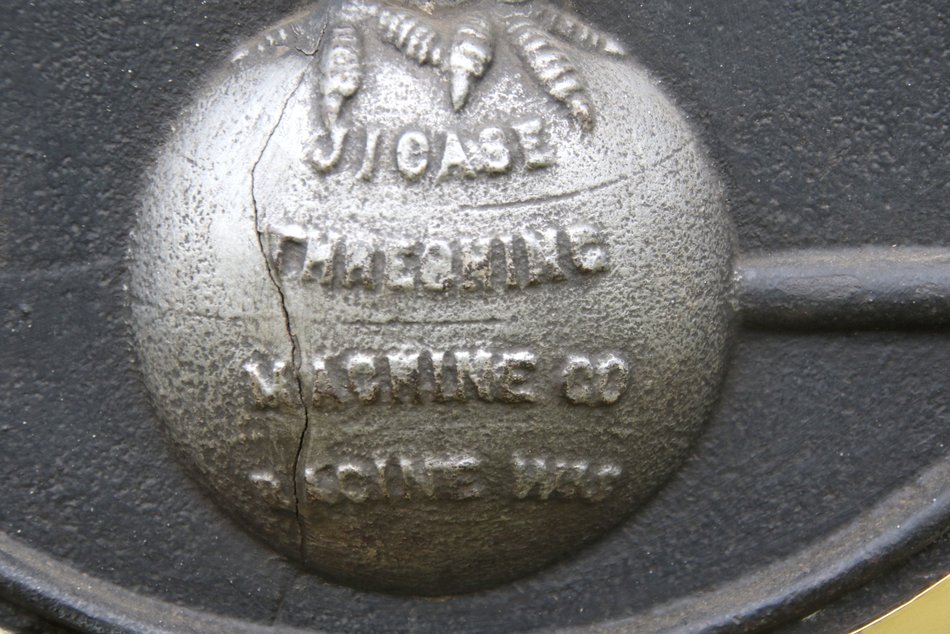 J I CASE
THRESHING
MACHINE CO
RACINE WIS